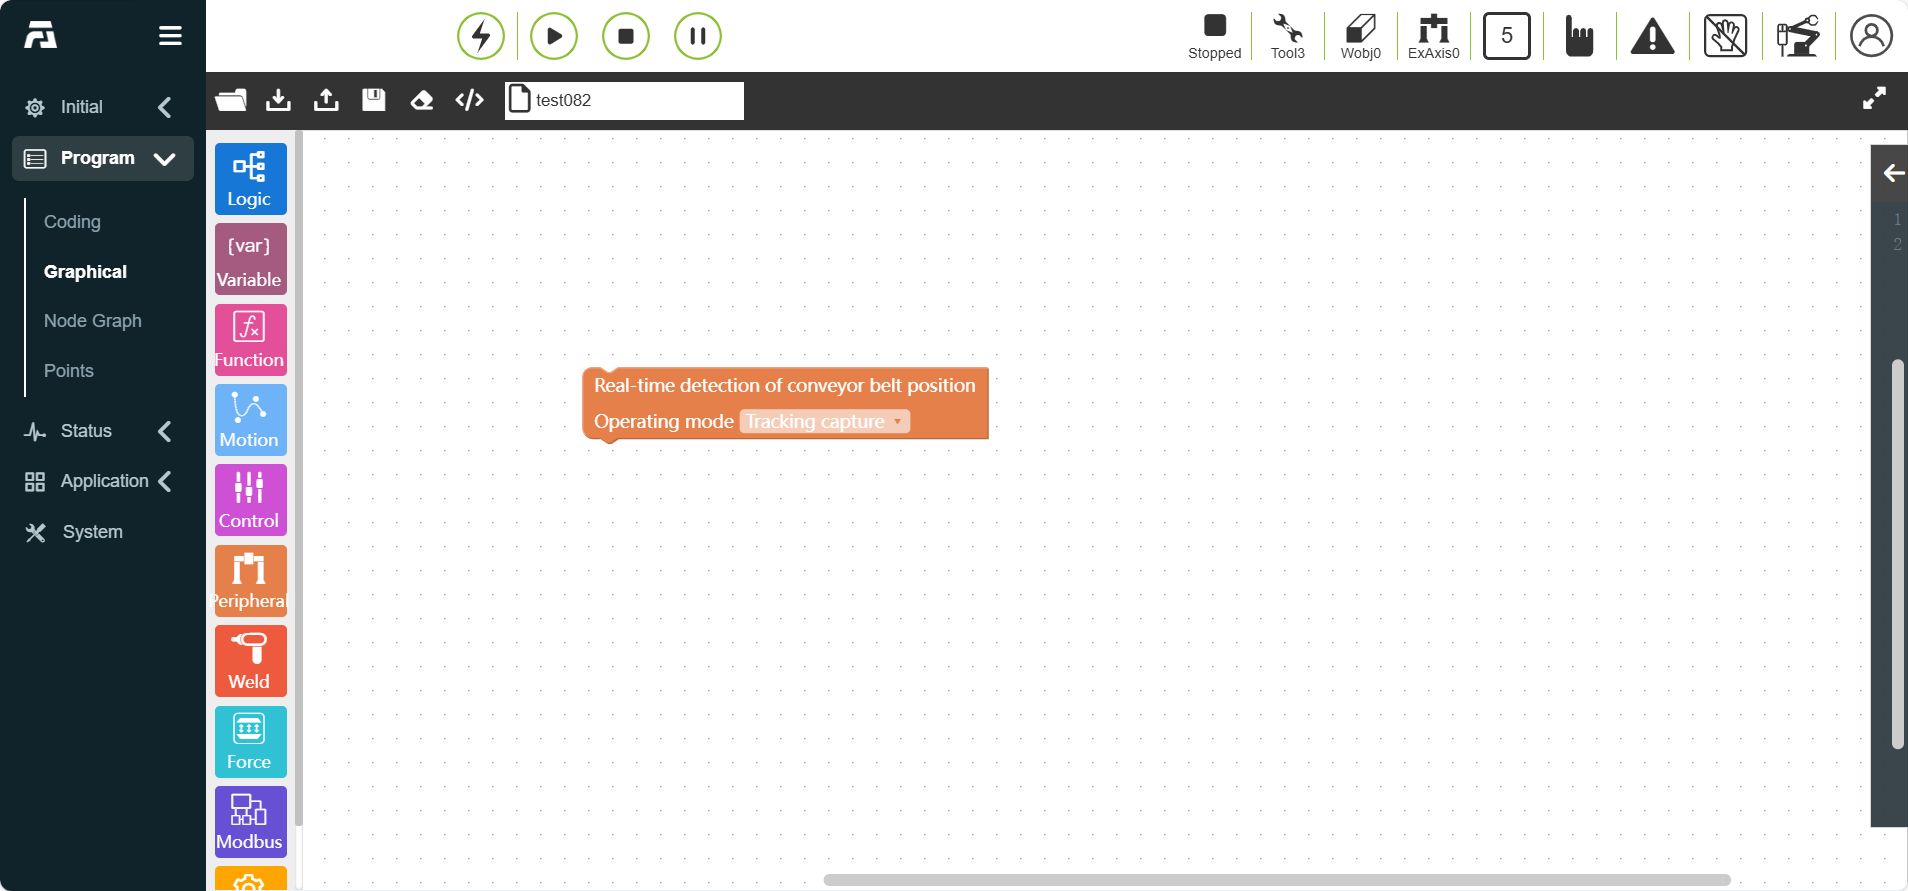 Stopped
Tool3
Wobj0
ExAxis0
5
Initial
Program
Coding
Graphical
Node Graph
Points
Status
Application
System
</>
test082
Logic
{var}
Variable
fx
Function
Motion
Control
Peripheral
Weld
Force
Modbus
Real-time detection of conveyor belt position
Operating mode Tracking capture
1
2